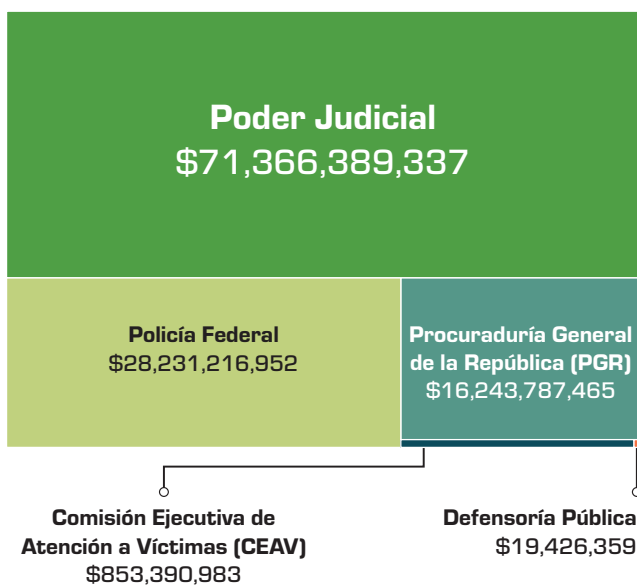 Poder Judicial
$71,366,389,337
Policía Federal
$28,231,216,952
Procuraduría General
de la República (PGR)
$16,243,787,465
Comisión Ejecutiva de
Atención a Víctimas (CEAV)
$853,390,983
Defensoría Pública
$19,426,359